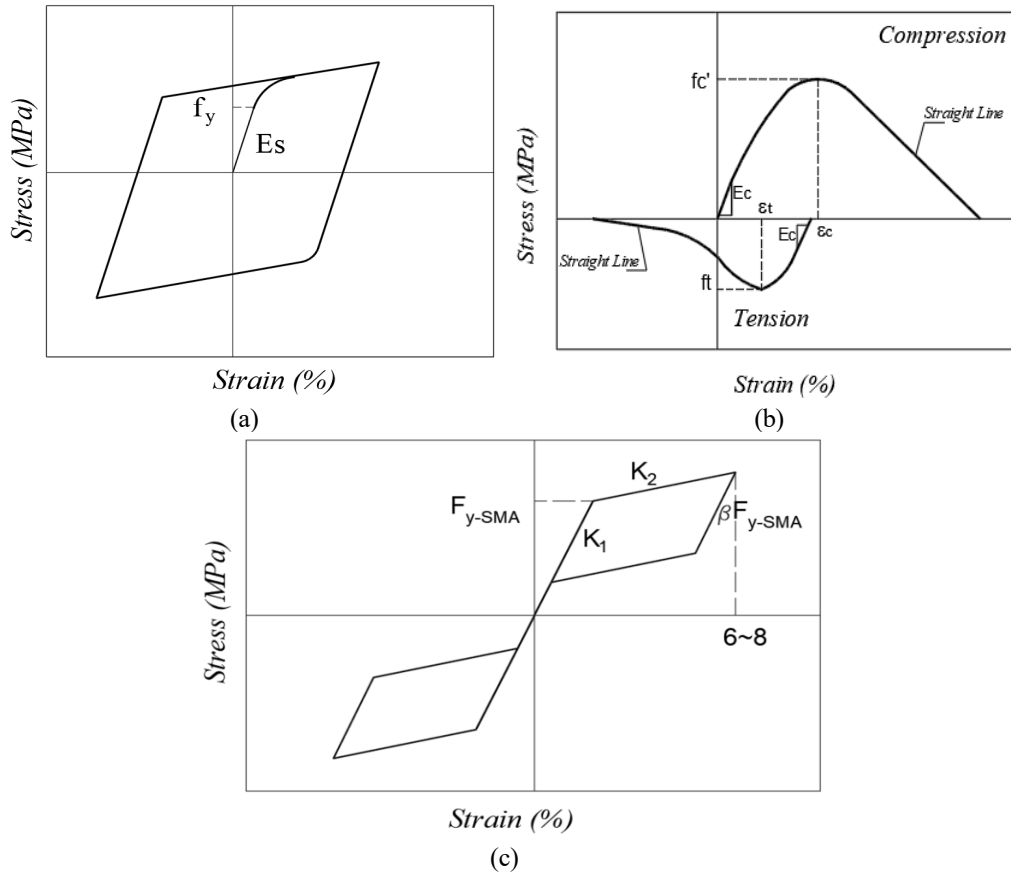 Stress (MPa)
f_y
Es
Strain (%)
(a)
Stress (MPa)
Compression
fc'
Straight Line
Ec
εt
Ec
εc
Straight Line
ft
Tension
Strain (%)
(b)
Stress (MPa)
F_y-SMA
K_2
K_1
βF_y-SMA
6~8
Strain (%)
(c)